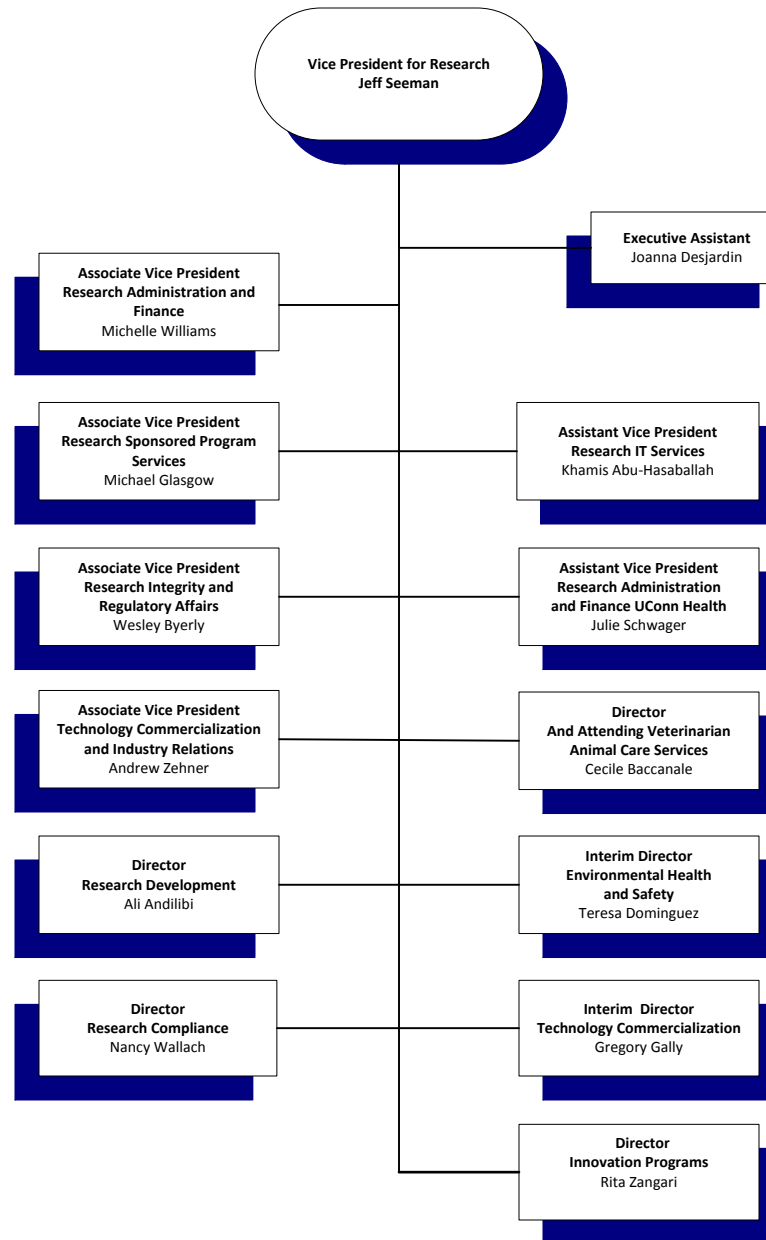 Vice President for Research
Jeff Seeman
Executive Assistant
Joanna Desjardin
Associate Vice President
Research Administration and
Finance
Michelle Williams
Associate Vice President
Research Sponsored Program
Services
Michael Glasgow
Assistant Vice President
Research IT Services
Khamis Abu-Hasaballah
Associate Vice President
Research Integrity and
Regulatory Affairs
Wesley Byerly
Assistant Vice President
Research Administration
and Finance UConn Health
Julie Schwager
Associate Vice President
Technology Commercialization
and Industry Relations
Andrew Zehner
Director
And Attending Veterinarian
Animal Care Services
Cecile Baccanale
Director
Research Development
Ali Andilibi
Interim Director
Environmental Health
and Safety
Teresa Dominguez
Director
Research Compliance
Nancy Wallach
Interim  Director
Technology Commercialization
Gregory Gally
Director
Innovation Programs
Rita Zangari